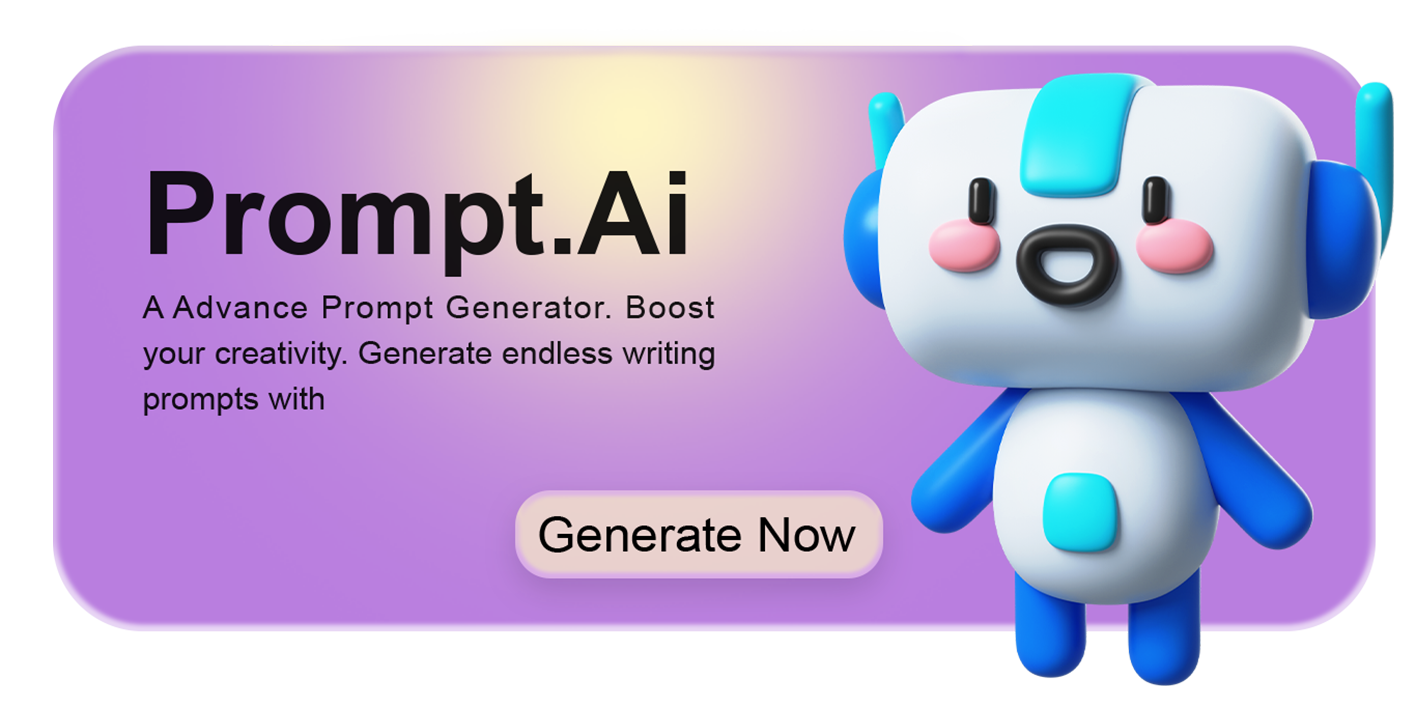 Prompt.Ai
A Advance Prompt Generator. Boost
your creativity. Generate endless writing
prompts with
Generate Now